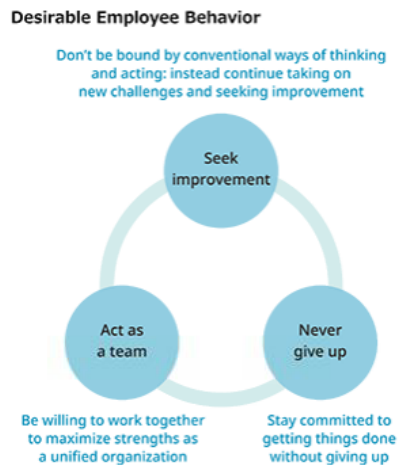 Desirable Employee Behavior
Don't be bound by conventional ways of thinking
and acting: instead continue taking on
new challenges and seeking improvement
Seek
improvement
Act as
a team
Never
give up
Be willing to work together
to maximize strengths as
a unified organization
Stay committed to
getting things done
without giving up